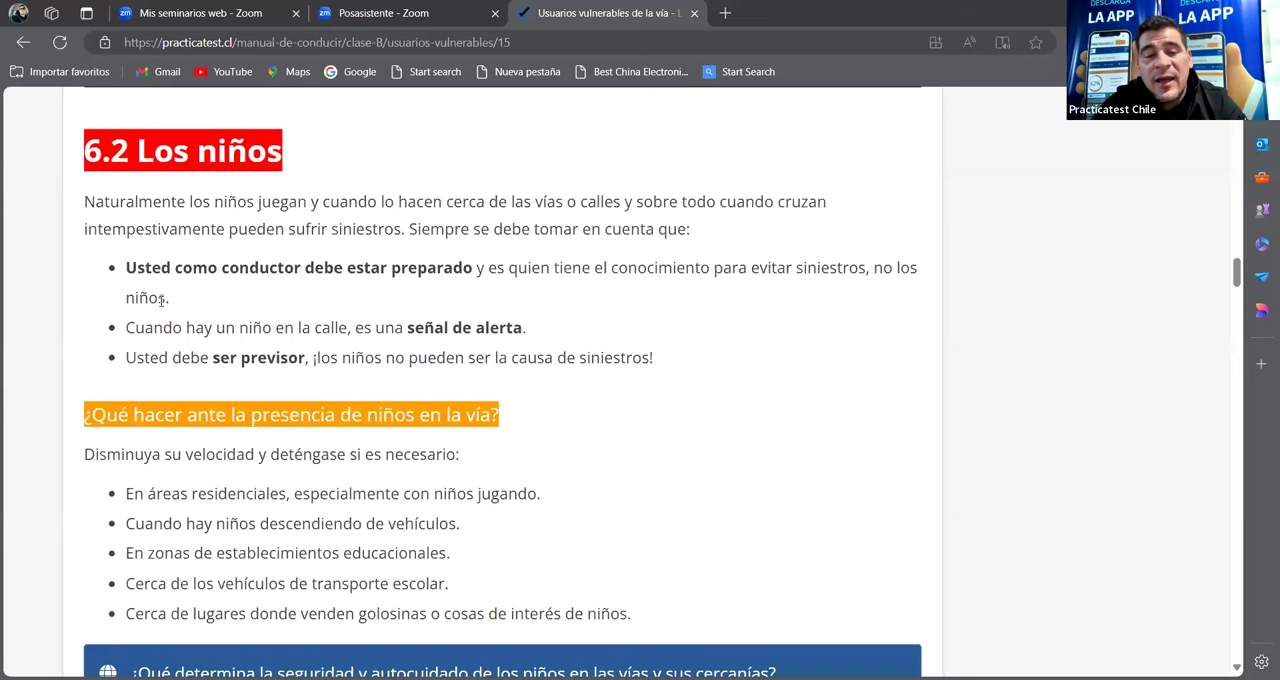 Mis seminarios web - Zoom
Posasistente - Zoom
Usuarios vulnerables de la vía - L
https://practicatest.cl/manual-de-conducir/clase-B/usuarios-vulnerables/15
Importar favoritos
Gmail
YouTube
Maps
Google
Start search
Nueva pestaña
Best China Electroni...
Start Search
LA APP
LA APP
Practicatest Chile
6.2 Los niños
Naturalmente los niños juegan y cuando lo hacen cerca de las vías o calles y sobre todo cuando cruzan
intempestivamente pueden sufrir siniestros. Siempre se debe tomar en cuenta que:
• Usted como conductor debe estar preparado y es quien tiene el conocimiento para evitar siniestros, no los
niños.
• Cuando hay un niño en la calle, es una señal de alerta.
• Usted debe ser previsor, ¡los niños no pueden ser la causa de siniestros!
¿Qué hacer ante la presencia de niños en la vía?
Disminuya su velocidad y deténgase si es necesario:
• En áreas residenciales, especialmente con niños jugando.
• Cuando hay niños descendiendo de vehículos.
• En zonas de establecimientos educacionales.
• Cerca de los vehículos de transporte escolar.
• Cerca de lugares donde venden golosinas o cosas de interés de niños.
¿Qué determina la seguridad y autocuidado de los niños en las vías y sus cercanías?